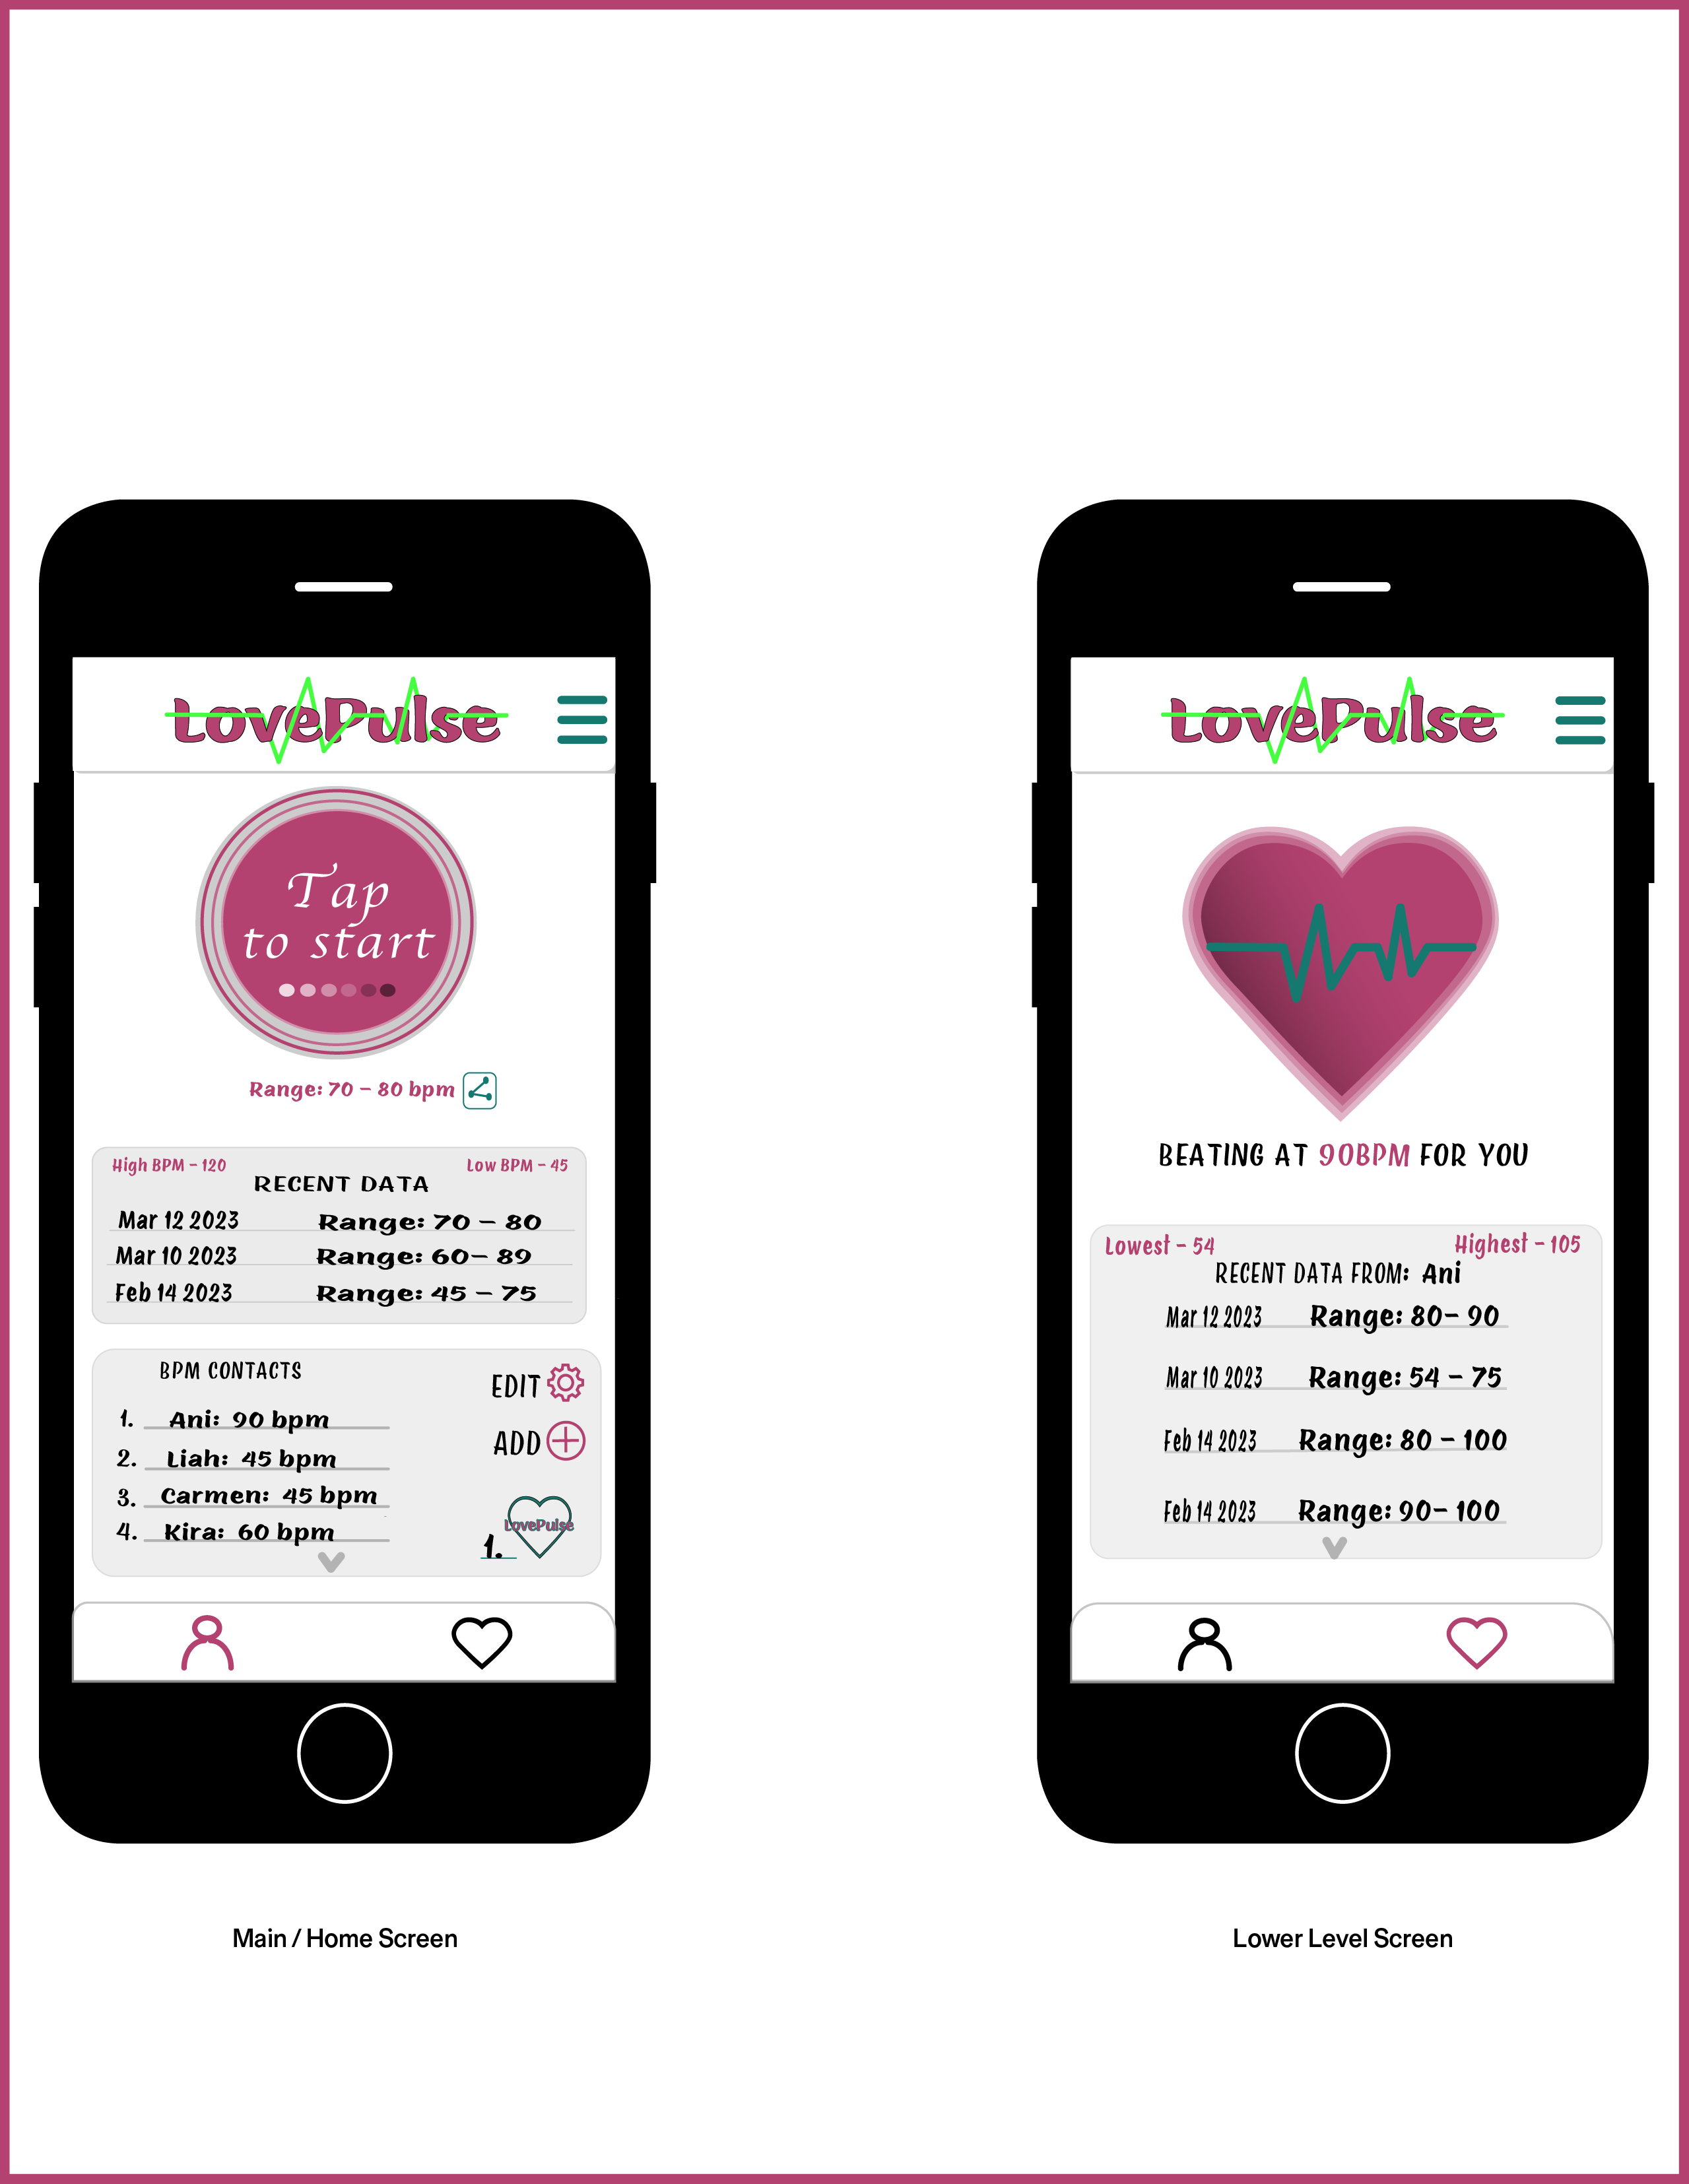 LovePulse
Tap
to start
Range: 70 - 80 bpm
High BPM - 120
Low BPM - 45
RECENT DATA
Mar 12 2023 Range: 70 - 80
Mar 10 2023 Range: 60- 89
Feb 14 2023 Range: 45 - 75
BPM CONTACTS
EDIT
ADD
1. Ani: 90 bpm
2. Liah: 45 bpm
3. Carmen: 45 bpm
4. Kira: 60 bpm
LovePulse
1.
Main / Home Screen
LovePulse
BEATING AT 90BPM FOR YOU
Lowest - 54
Highest - 105
RECENT DATA FROM: Ani
Mar 12 2023 Range: 80- 90
Mar 10 2023 Range: 54 - 75
Feb 14 2023 Range: 80 - 100
Feb 14 2023 Range: 90- 100
Lower Level Screen